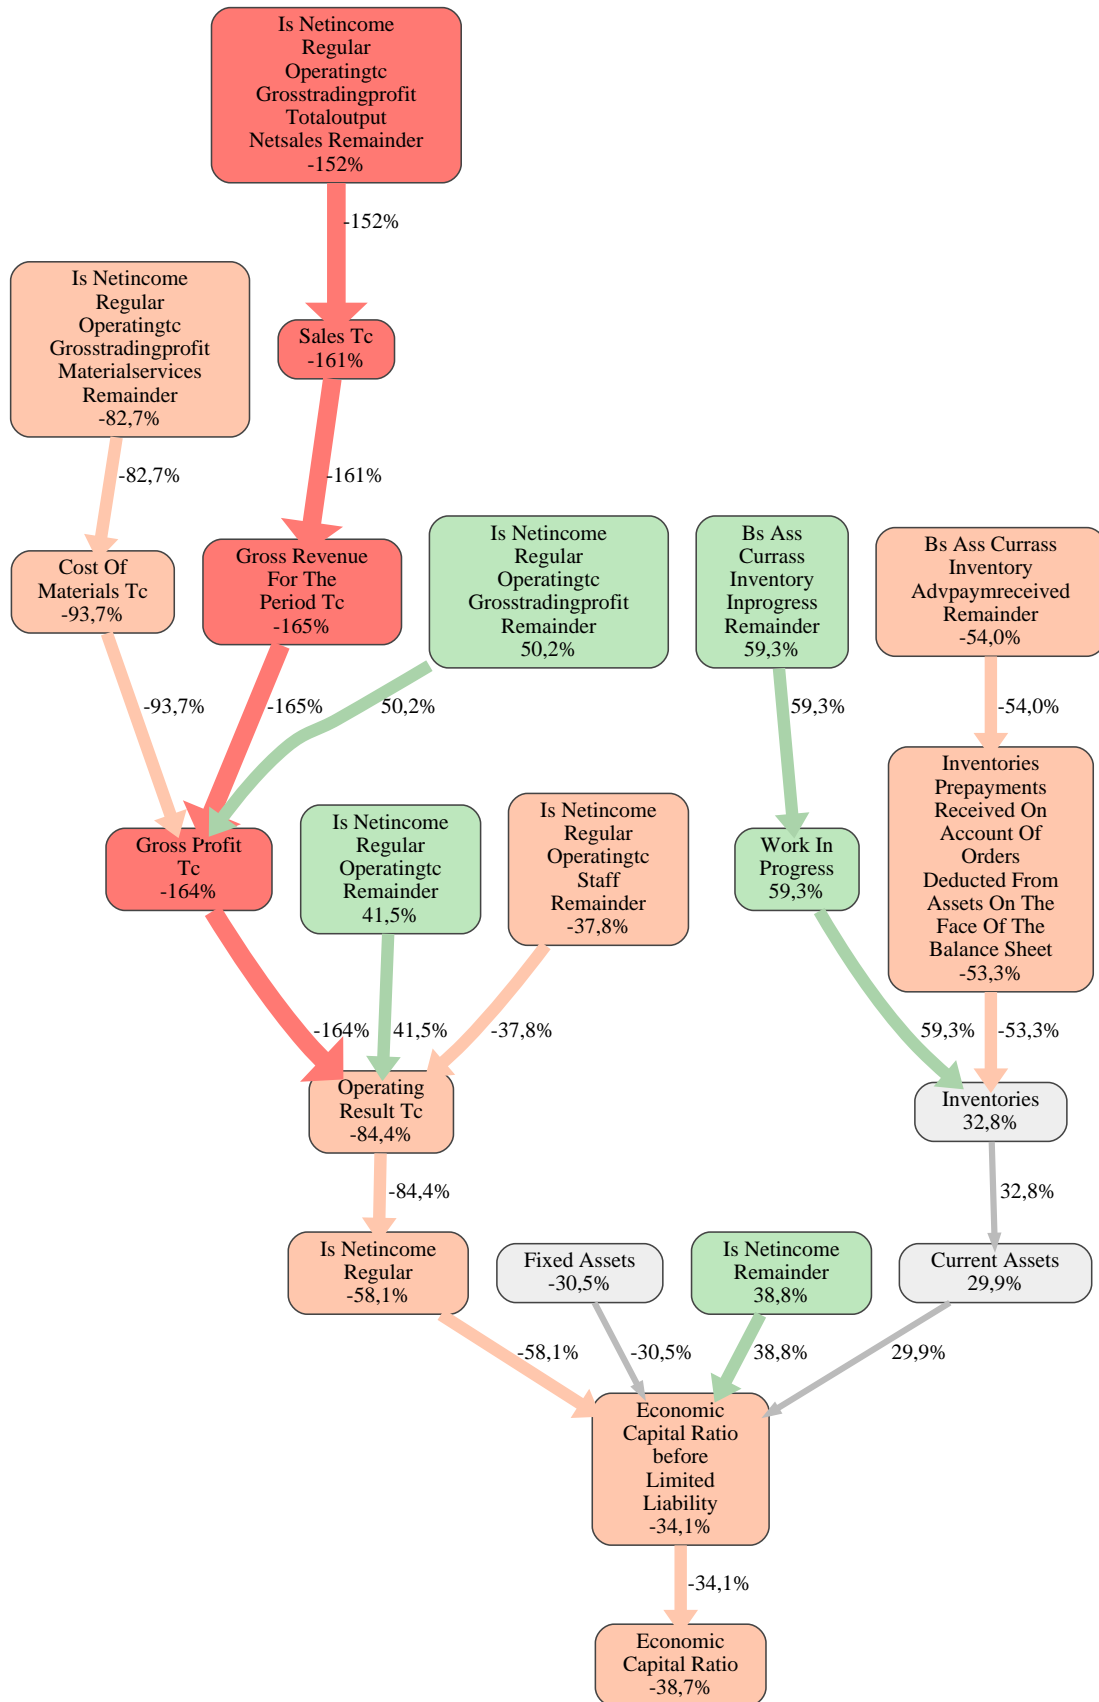 Is Netincome
Regular
Operatingtc
Grosstradingprofit
Totaloutput
Netsales Remainder
-152%
-152%
Is Netincome
Regular
Operatingtc
Grosstradingprofit
Materialservices
Remainder
-82,7%
Sales Tc
-161%
-82,7%
-161%
Cost Of
Materials Tc
-93,7%
Gross Revenue
For The
Period Tc
-165%
Is Netincome
Regular
Operatingtc
Grosstradingprofit
Remainder
50,2%
Bs Ass
Currass
Inventory
Inprogress
Remainder
59,3%
Bs Ass Currass
Inventory
Advpaymreceived
Remainder
-54,0%
-93,7%
-165%
50,2%
59,3%
-54,0%
Gross Profit
Tc
-164%
Is Netincome
Regular
Operatingtc
Remainder
41,5%
Is Netincome
Regular
Operatingtc
Staff
Remainder
-37,8%
Work In
Progress
59,3%
Inventories
Prepayments
Received On
Account Of
Orders
Deducted From
Assets On The
Face Of The
Balance Sheet
-53,3%
-164%
41,5%
-37,8%
59,3%
-53,3%
Operating
Result Tc
-84,4%
Inventories
32,8%
-84,4%
32,8%
Is Netincome
Regular
-58,1%
Fixed Assets
-30,5%
Is Netincome
Remainder
38,8%
Current Assets
29,9%
-58,1%
-30,5%
38,8%
29,9%
Economic
Capital Ratio
before
Limited
Liability
-34,1%
-34,1%
Economic
Capital Ratio
-38,7%